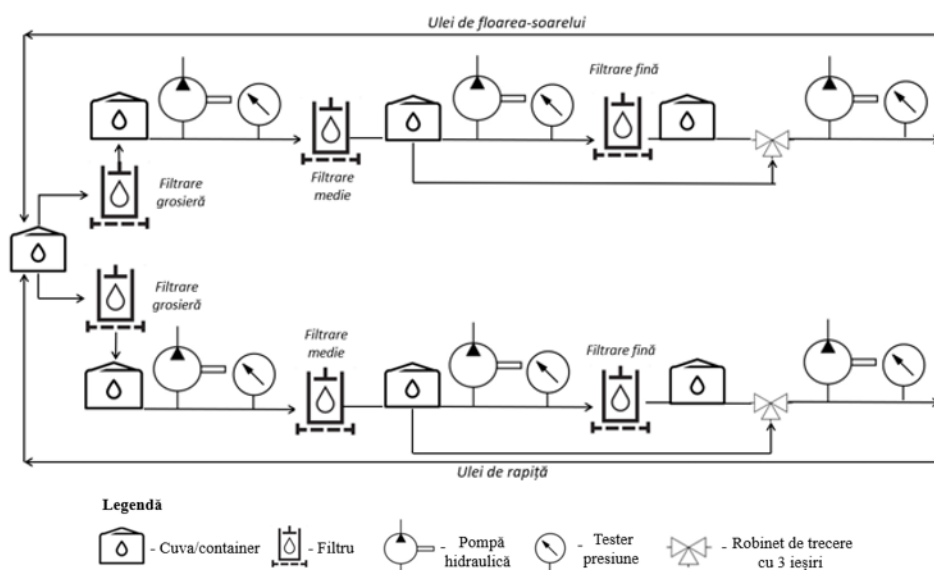 Ulei de floarea-soarelui
Filtrare fină
Filtrare
grosieră
Filtrare
medie
Filtrare
grosieră
Filtrare
medie
Filtrare fină
Ulei de rapiță
Legendă
- Cuva/container
- Filtru
- Pompă
hidraulică
- Tester
presiune
- Robinet de trecere
cu 3 ieșiri